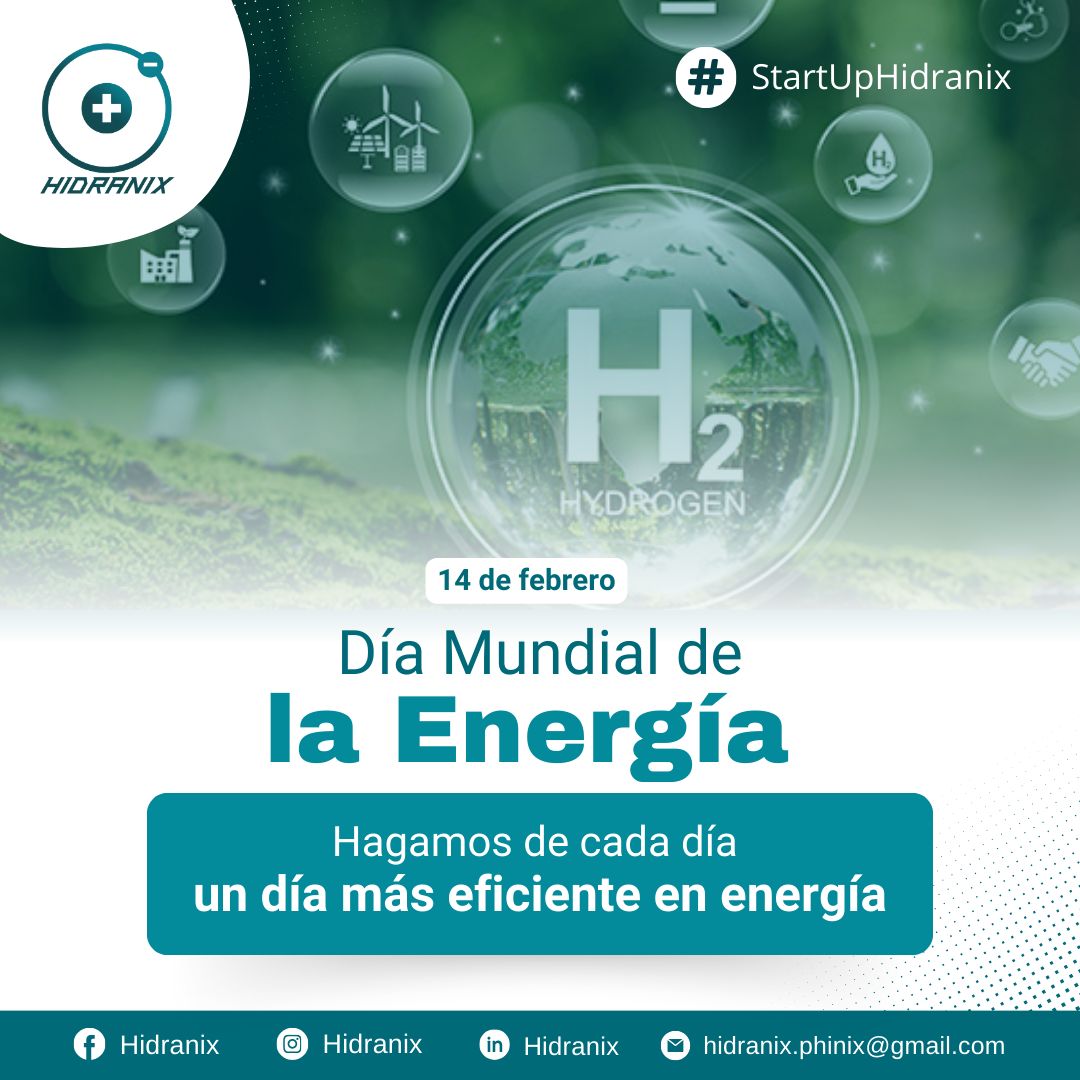 HIDRANIX
# StartUpHidranix
H2
H2
HYDROGEN
14 de febrero
Día Mundial de
la Energía
Hagamos de cada día
un día más eficiente en energía
Hidranix
Hidranix
Hidranix
hidranix.phinix@gmail.com